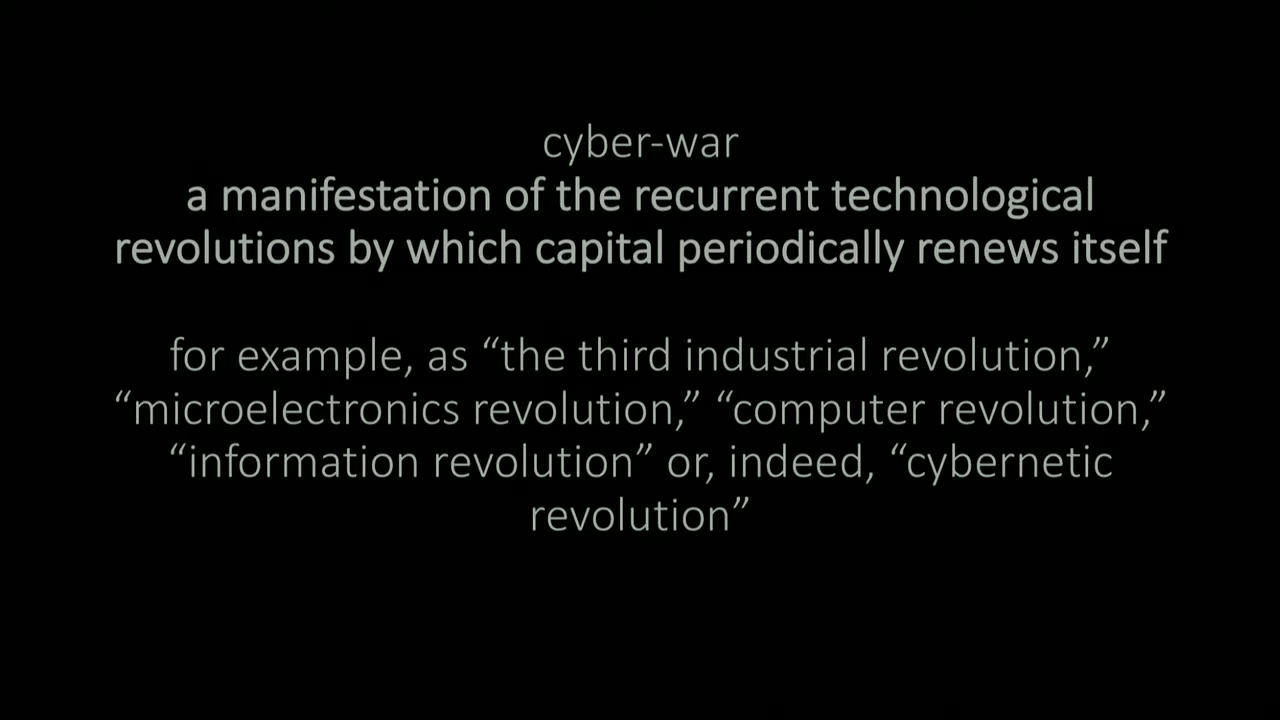 cyber-war
a manifestation of the recurrent technological
revolutions by which capital periodically renews itself
for example, as “the third industrial revolution,”
“microelectronics revolution,” “computer revolution,”
“information revolution” or, indeed, “cybernetic
revolution”